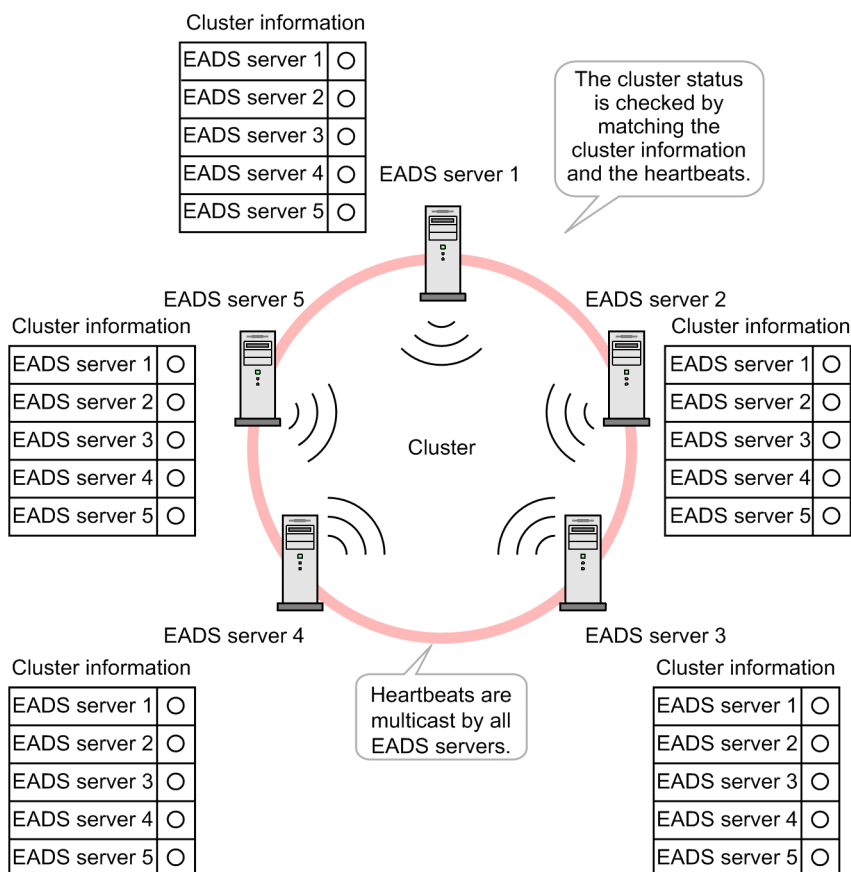 Cluster information
EADS server 1 ○
EADS server 2 ○
EADS server 3 ○
EADS server 4 ○
EADS server 5 ○
The cluster status
is checked by
matching the
cluster information
and the heartbeats.
EADS server 1
EADS server 5
Cluster information
EADS server 1 ○
EADS server 2 ○
EADS server 3 ○
EADS server 4 ○
EADS server 5 ○
EADS server 2
Cluster information
EADS server 1 ○
EADS server 2 ○
EADS server 3 ○
EADS server 4 ○
EADS server 5 ○
Cluster
EADS server 4
Cluster information
EADS server 1 ○
EADS server 2 ○
EADS server 3 ○
EADS server 4 ○
EADS server 5 ○
Heartbeats are
multicast by all
EADS servers.
EADS server 3
Cluster information
EADS server 1 ○
EADS server 2 ○
EADS server 3 ○
EADS server 4 ○
EADS server 5 ○